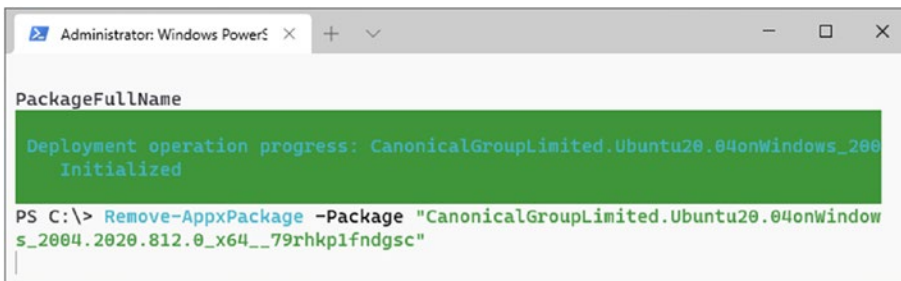 Administrator: Windows PowerS
PackageFullName
Deployment operation progress: CanonicalGroupLimited.Ubuntu20.04onWindows_200
Initialized
PS C:\> Remove-AppxPackage -Package "CanonicalGroupLimited.Ubuntu20.04onWindow
s_2004.2020.812.0_x64__79rhkp1fndgsc"